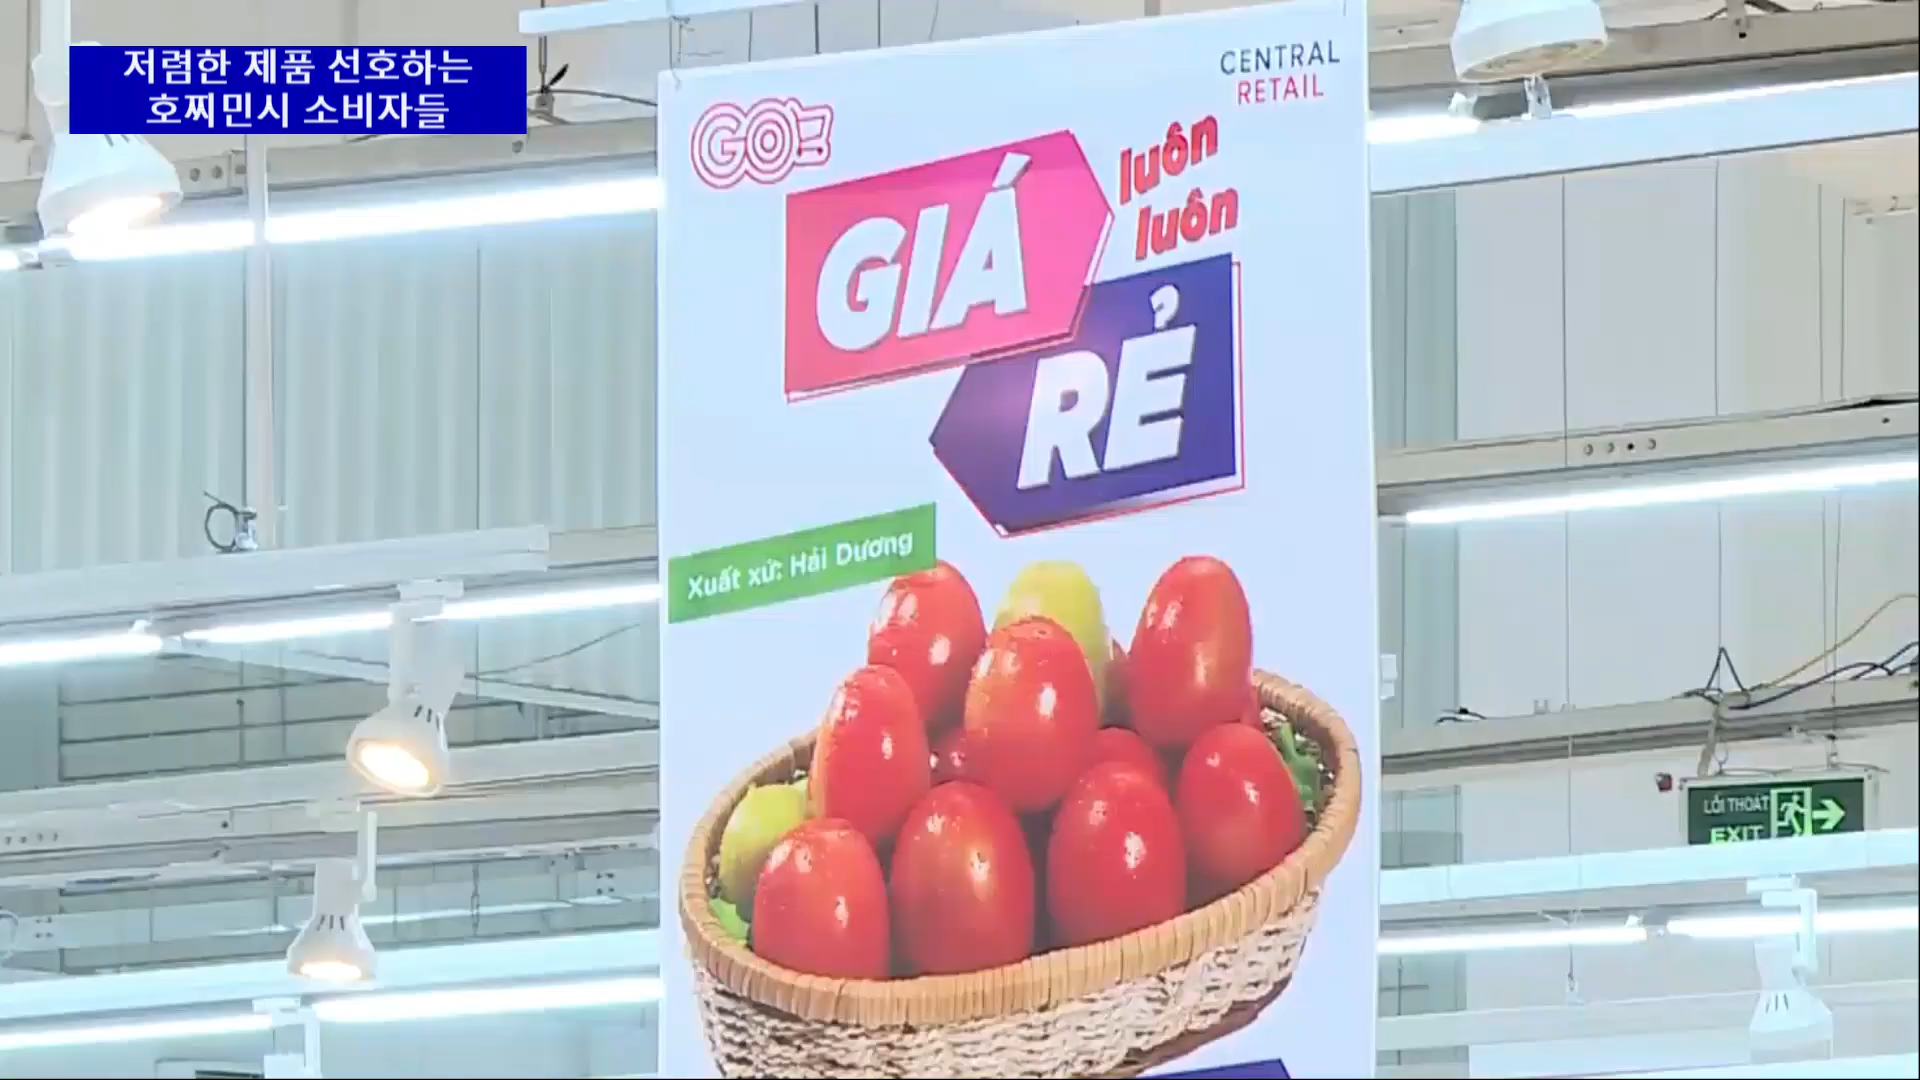 저렴한 제품 선호하는
호찌민시 소비자들
GO!
CENTRAL
RETAIL
GIÁ
luôn
luôn
RẺ
Xuất xứ: Hải Dương
LỐI THOÁT
EXIT